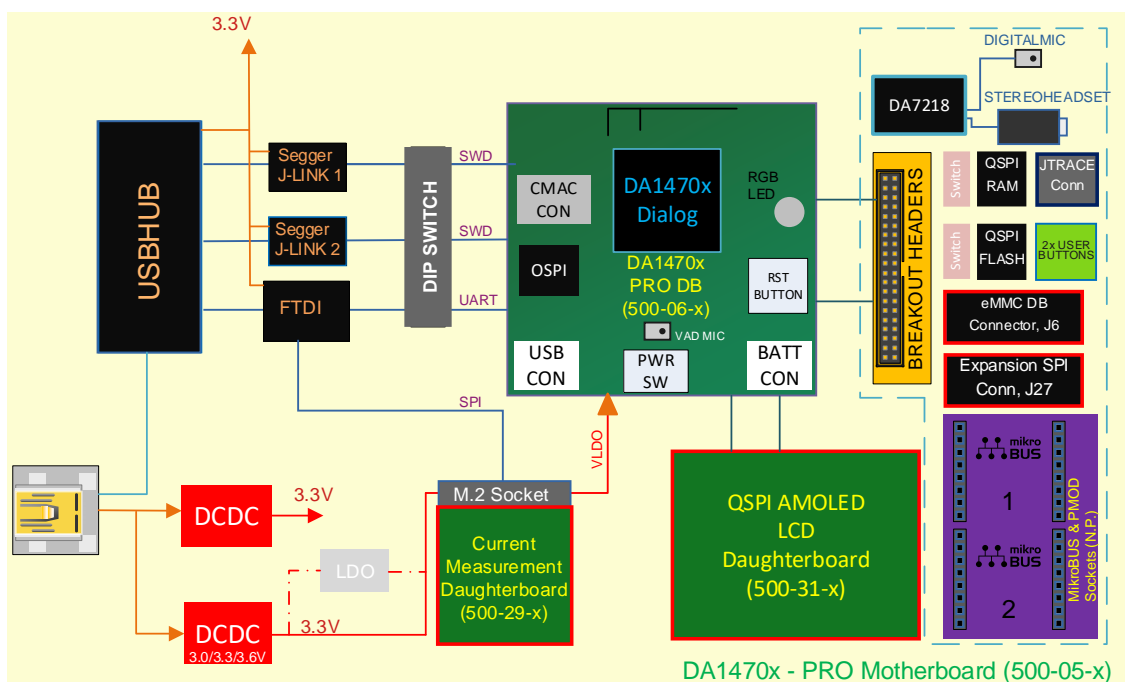 3.3V
USBHUB
Segger
J-LINK 1
Segger
J-LINK 2
FTDI
DIP SWITCH
SWD
SWD
UART
SPI
CMAC
CON
OSPI
DA1470x
Dialog
DA1470x
PRO DB
(500-06-x)
RGB
LED
RST
BUTTON
VAD MIC
USB
CON
PWR
SW
BATT
CON
DIGITALMIC
DA7218
STEREOHEADSET
BREAKOUT HEADERS
Switch
QSPI
RAM
JTRACE
Conn
Switch
QSPI
FLASH
2x USER
BUTTONS
eMMC DB
Connector, J6
Expansion SPI
Conn, J27
mikro
BUS
1
mikro
BUS
2
MikroBUS & PMOD
Sockets (N.P.)
VLDO
M.2 Socket
Current
Measurement
Daughterboard
(500-29-x)
QSPI AMOLED
LCD
Daughterboard
(500-31-x)
DCDC
3.3V
LDO
DCDC
3.0/3.3/3.6V
3.3V
DA1470x - PRO Motherboard (500-05-x)